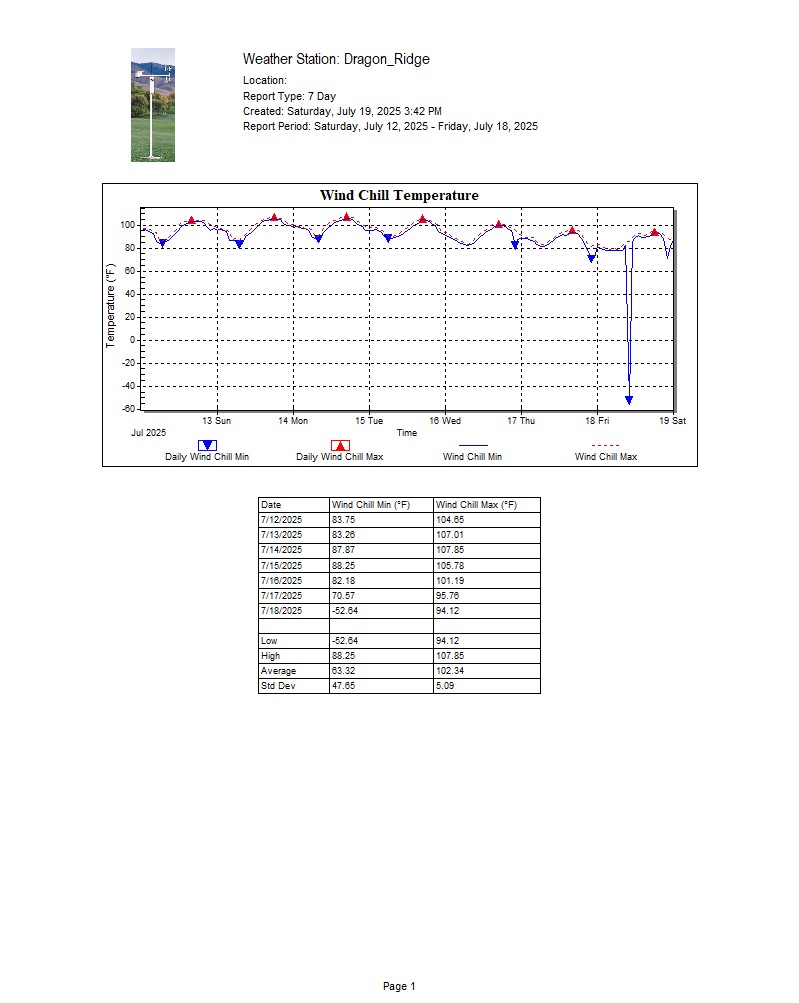 Weather Station: Dragon_Ridge
Location:
Report Type: 7 Day
Created: Saturday, July 19, 2025 3:42 PM
Report Period: Saturday, July 12, 2025 - Friday, July 18, 2025
Wind Chill Temperature
Temperature (°F)
100
80
60
40
20
0
-20
-40
-60
13 Sun 14 Mon 15 Tue 16 Wed 17 Thu 18 Fri 19 Sat
Jul 2025 Time
Daily Wind Chill Min Daily Wind Chill Max Wind Chill Min Wind Chill Max
Date Wind Chill Min (°F) Wind Chill Max (°F)
7/12/2025 83.75 104.65
7/13/2025 83.26 107.01
7/14/2025 87.87 107.85
7/15/2025 88.25 105.78
7/16/2025 82.18 101.19
7/17/2025 70.57 95.76
7/18/2025 -52.64 94.12
Low -52.64 94.12
High 88.25 107.85
Average 63.32 102.34
Std Dev 47.65 5.09
Page 1